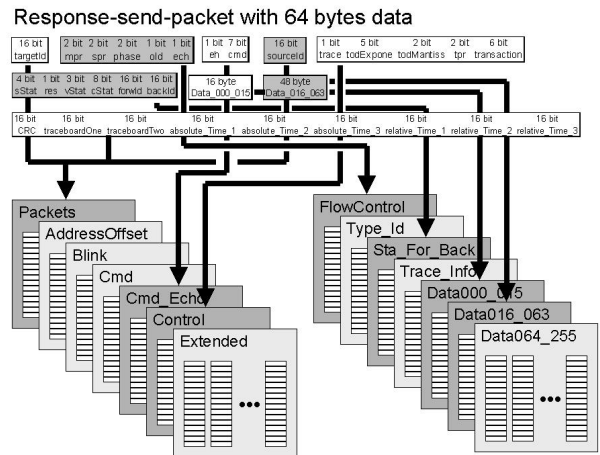 Response-send-packet with 64 bytes data
16 bit 2 bit 2 bit 2 bit 1 bit 1 bit 1 bit 7 bit 16 bit 1 bit 5 bit 2 bit 2 bit 6 bit
targetId mpr spr phase old ech eh cmd sourceId trace todExpone todMantiss tpr transaction
4 bit 1 bit 3 bit 8 bit 16 bit 16 bit 16 byte 48 byte
sStat res vStat cStat forwId backId Data_000_015 Data_016_063
16 bit 16 bit 16 bit 16 bit 16 bit 16 bit 16 bit 16 bit 16 bit
CRC traceboardOne traceboardTwo absolute_Time_1 absolute_Time_2 absolute_Time_3 relative_Time_1 relative_Time_2 relative_Time_3
Packets
AddressOffset
Blink
Cmd
Cmd_Echo
Control
Extended
FlowControl
Type_Id
Sta_For_Back
Trace_Info
Data000_015
Data016_063
Data064_255